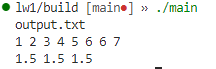 lw1/build [main●] » ./main
output.txt
1 2 3 4 5 6 6 7
1.5 1.5 1.5